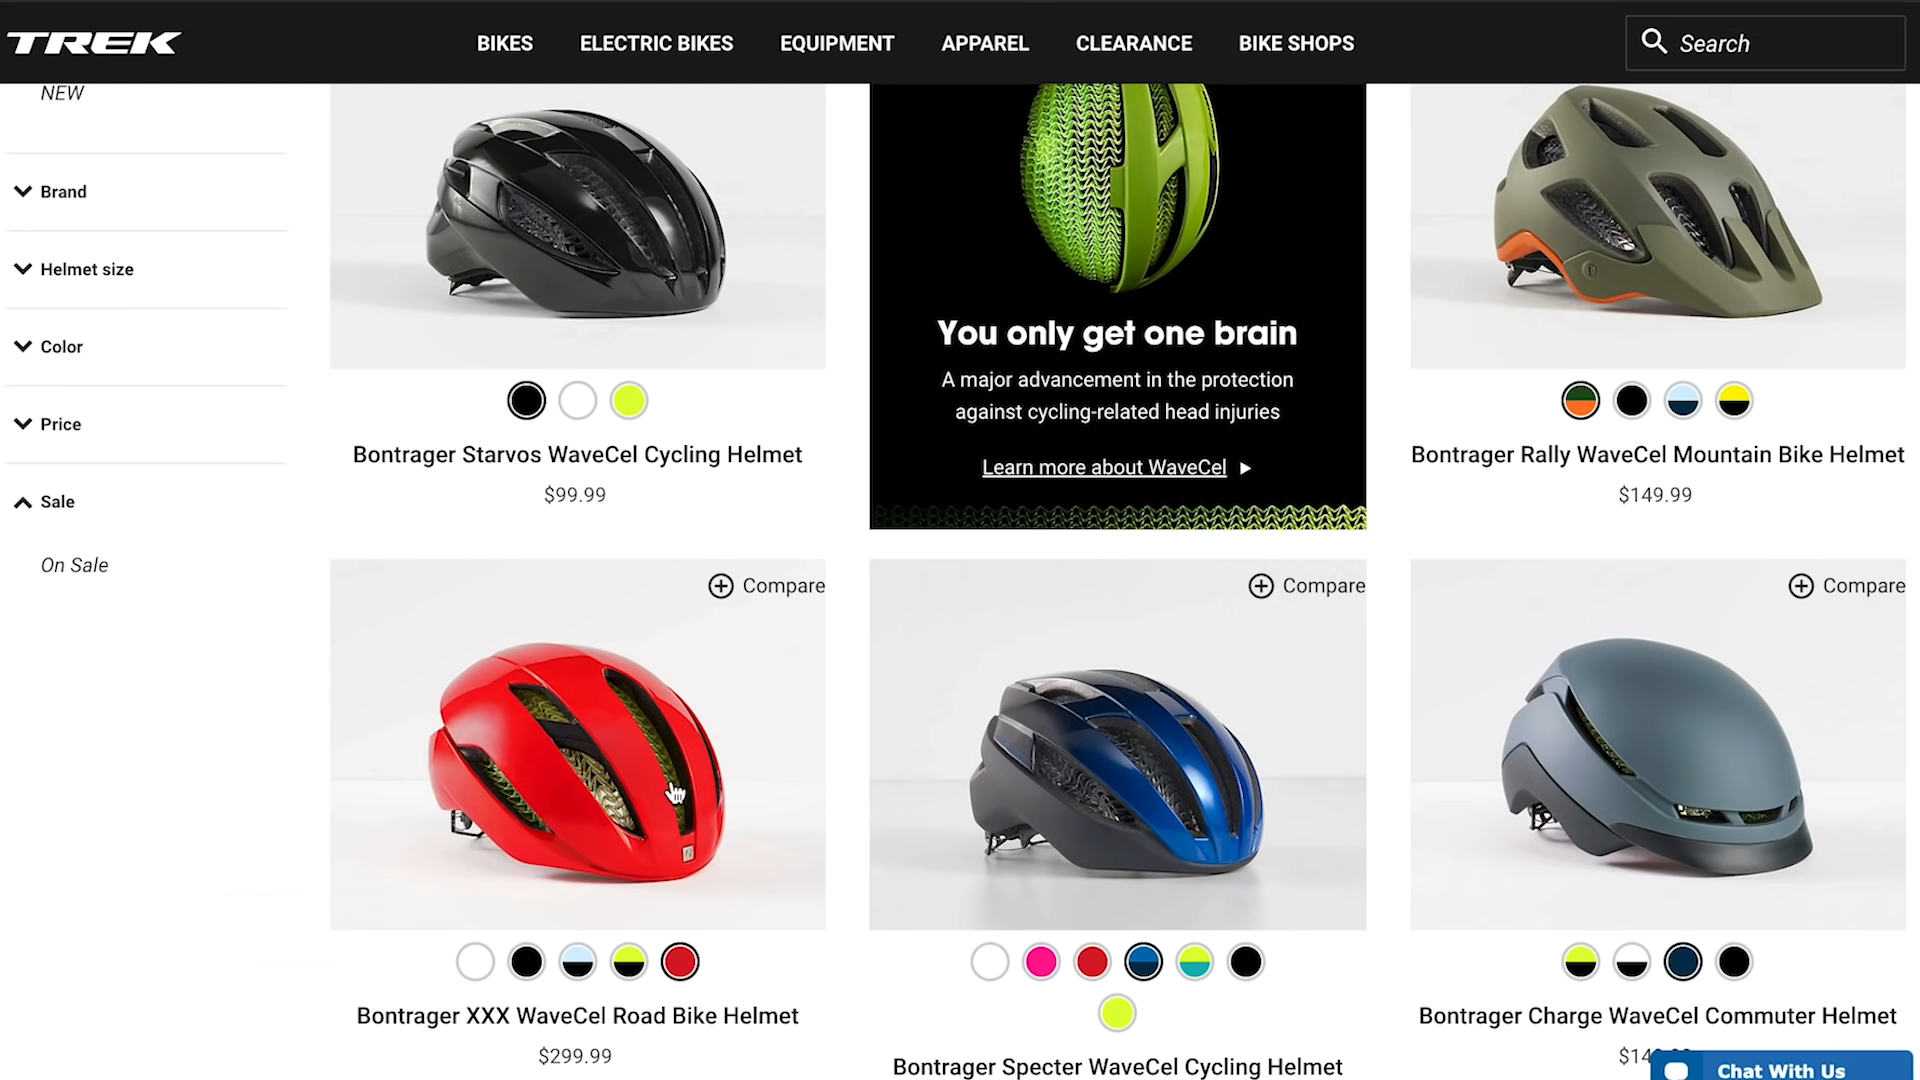 TREK
BIKES
ELECTRIC BIKES
EQUIPMENT
APPAREL
CLEARANCE
BIKE SHOPS
Search
NEW
Brand
Helmet size
Color
Price
Sale
On Sale
Bontrager Starvos WaveCel Cycling Helmet
$99.99
You only get one brain
A major advancement in the protection
against cycling-related head injuries
Learn more about WaveCel
Bontrager Rally WaveCel Mountain Bike Helmet
$149.99
Compare
Compare
Compare
Bontrager XXX WaveCel Road Bike Helmet
$299.99
Bontrager Specter WaveCel Cycling Helmet
Bontrager Charge WaveCel Commuter Helmet
Chat With Us